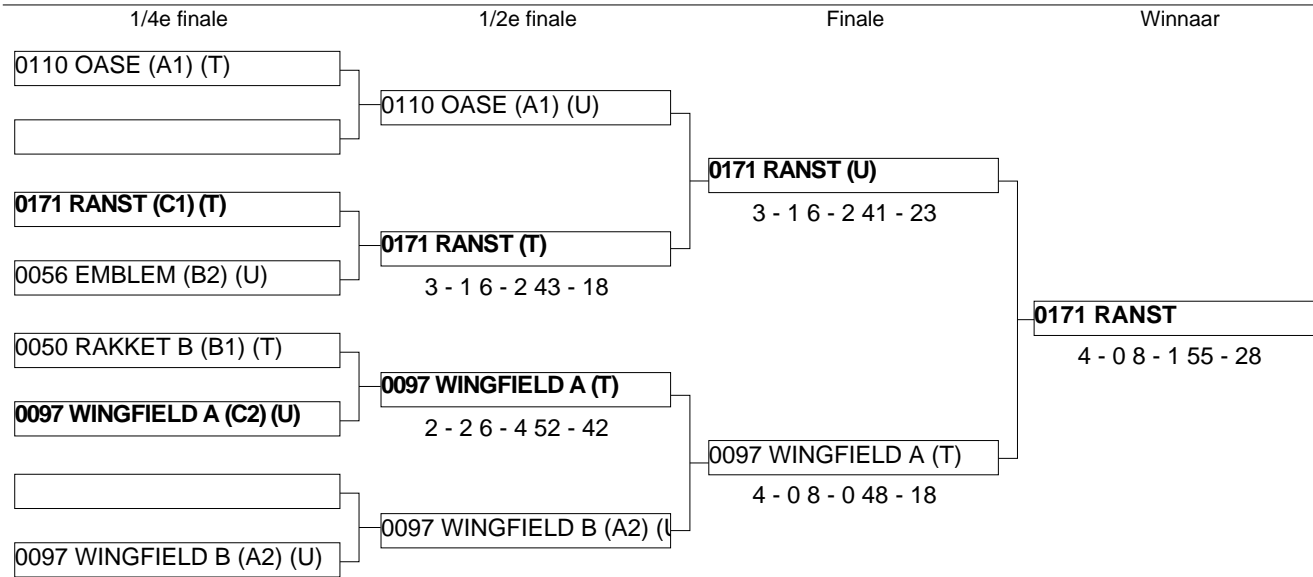 1/4e finale 1/2e finale Finale Winnaar
0110 OASE (A1) (T)
0110 OASE (A1) (U)
0171 RANST (U)
3 - 1 6 - 2 41 - 23
0171 RANST (C1) (T)
0171 RANST (T)
0056 EMBLEM (B2) (U)
3 - 1 6 - 2 43 - 18
0171 RANST
4 - 0 8 - 1 55 - 28
0050 RAKKET B (B1) (T)
0097 WINGFIELD A (T)
0097 WINGFIELD A (C2) (U)
2 - 2 6 - 4 52 - 42
0097 WINGFIELD A (T)
4 - 0 8 - 0 48 - 18
0097 WINGFIELD B (A2) (
0097 WINGFIELD B (A2) (U)